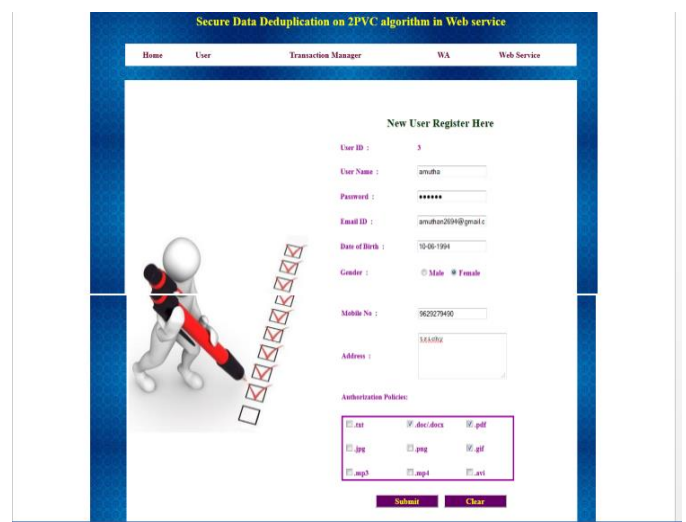 Secure Data Deduplication on 2PVC algorithm in Web service
Home User Transaction Manager WA Web Service
New User Register Here
User ID : 3
User Name : amutha
Password : ••••••
Email ID : amuthan2694@gmail.c
Date of Birth : 10-06-1994
Gender : Male Female
Mobile No : 9629279490
Address :
Authorization Policies:
.txt .doc/.docx .pdf
.jpg .png .gif
.mp3 .mp4 .avi
Submit Clear